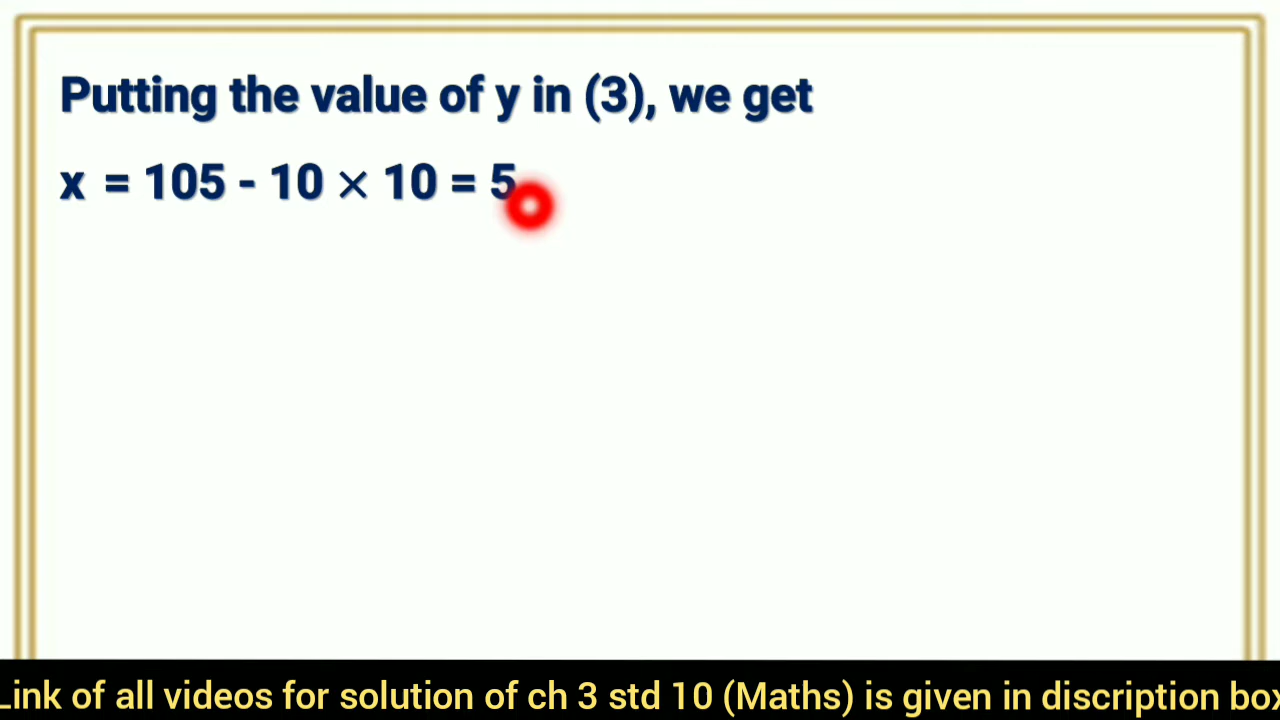 Putting the value of y in (3), we get
x = 105 - 10 × 10 = 5
Link of all videos for solution of ch 3 std 10 (Maths) is given in discription box